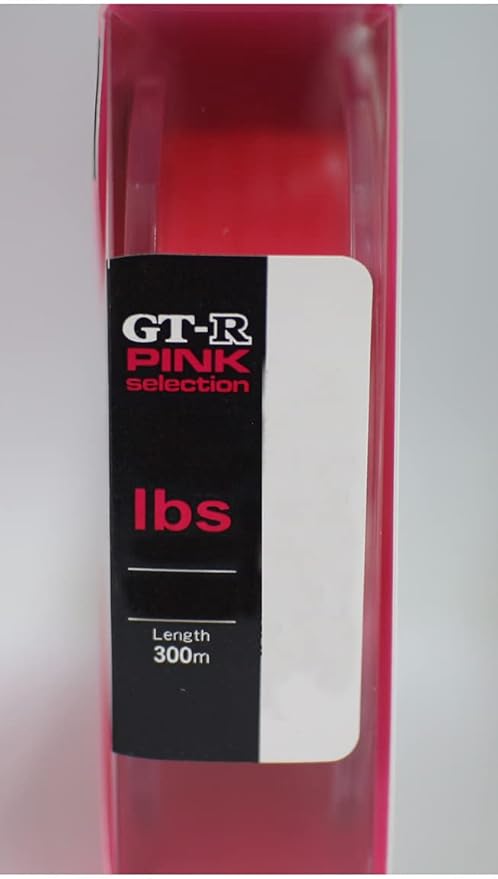 GT-R
PINK
selection
lbs
Length
300m